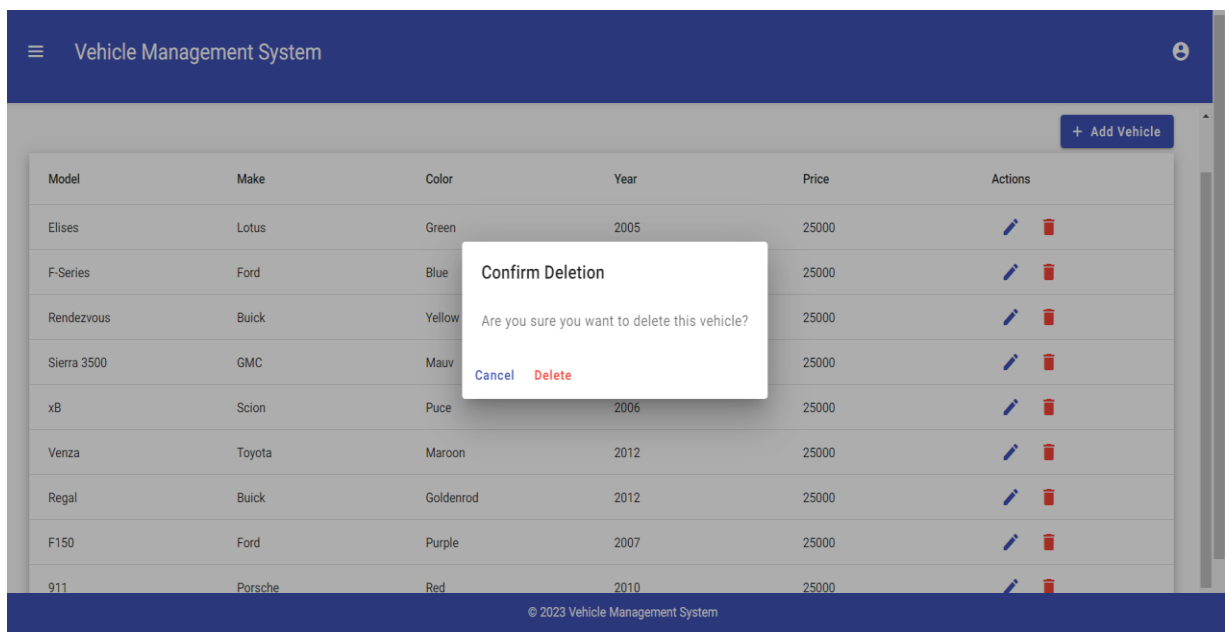 Vehicle Management System
+ Add Vehicle
Model Make Color Year Price Actions
Elises Lotus Green 2005 25000
F-Series Ford Blue 25000
Rendezvous Buick Yellow 25000
Sierra 3500 GMC Mauv 25000
xB Scion Puce 2006 25000
Venza Toyota Maroon 2012 25000
Regal Buick Goldenrod 2012 25000
F150 Ford Purple 2007 25000
911 Porsche Red 2010 25000
Confirm Deletion
Are you sure you want to delete this vehicle?
Cancel Delete
© 2023 Vehicle Management System